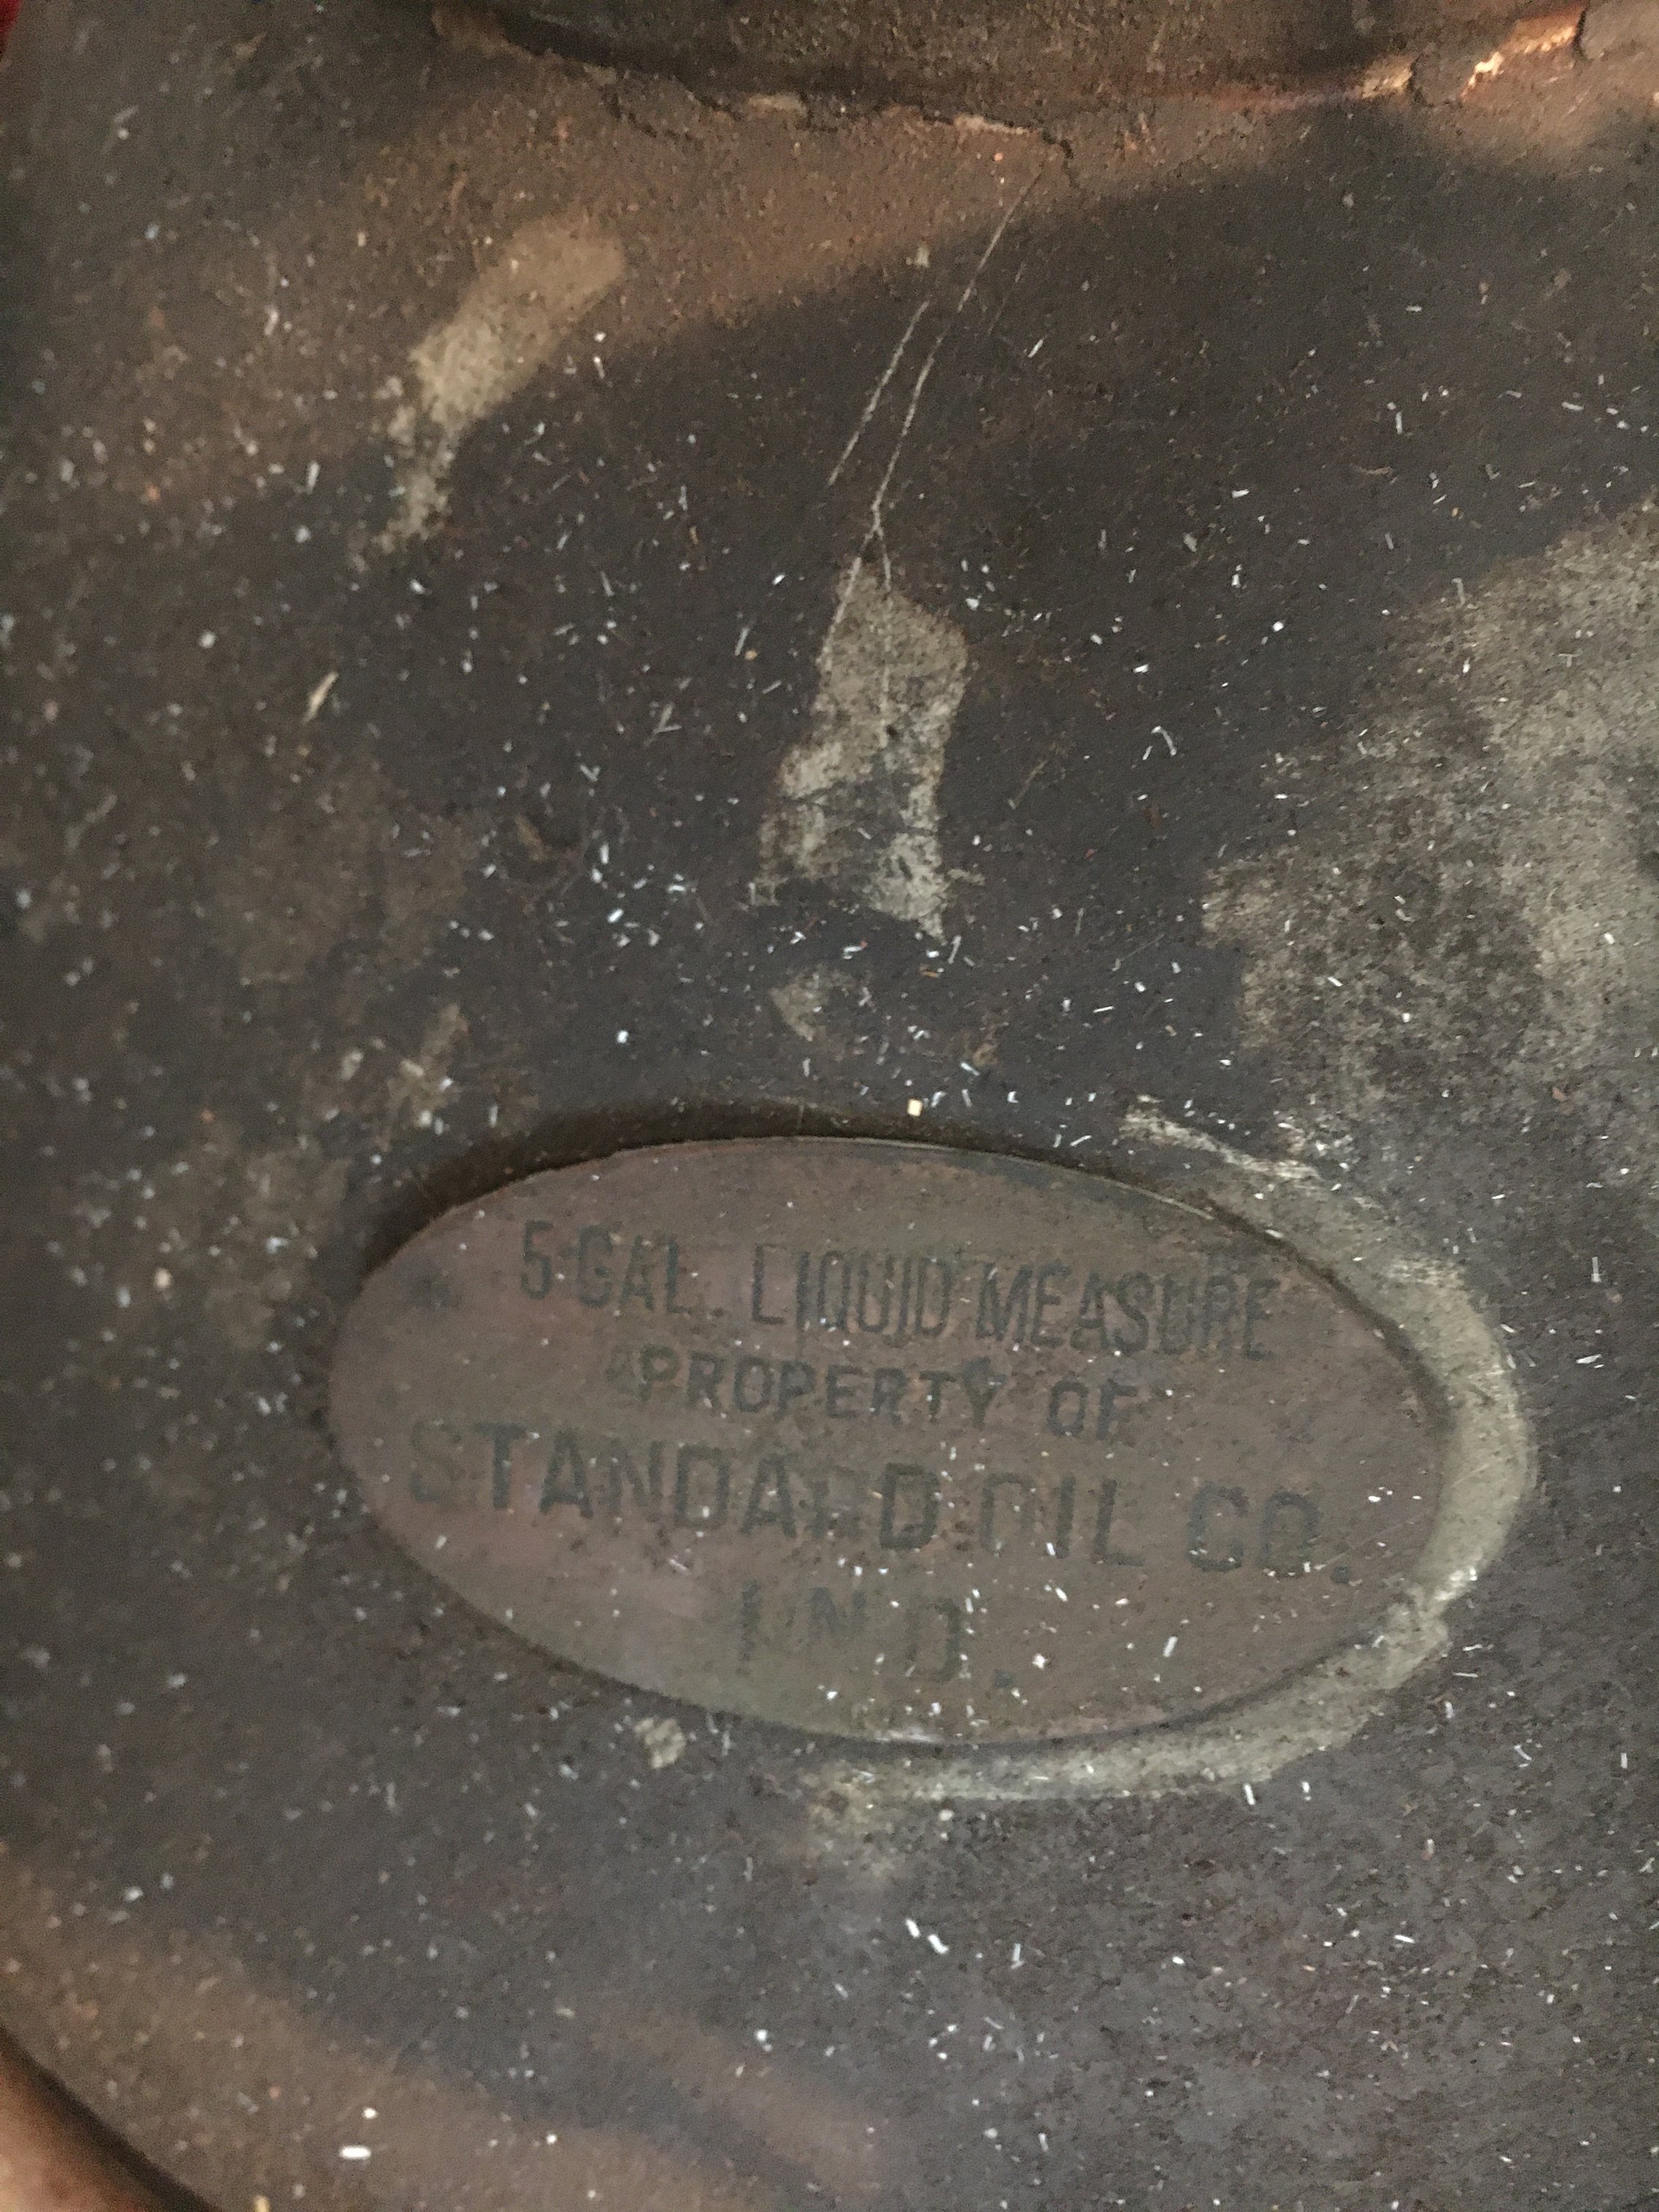 5 GAL. LIQUID MEASURE
PROPERTY OF
STANDARD OIL CO.
IND.